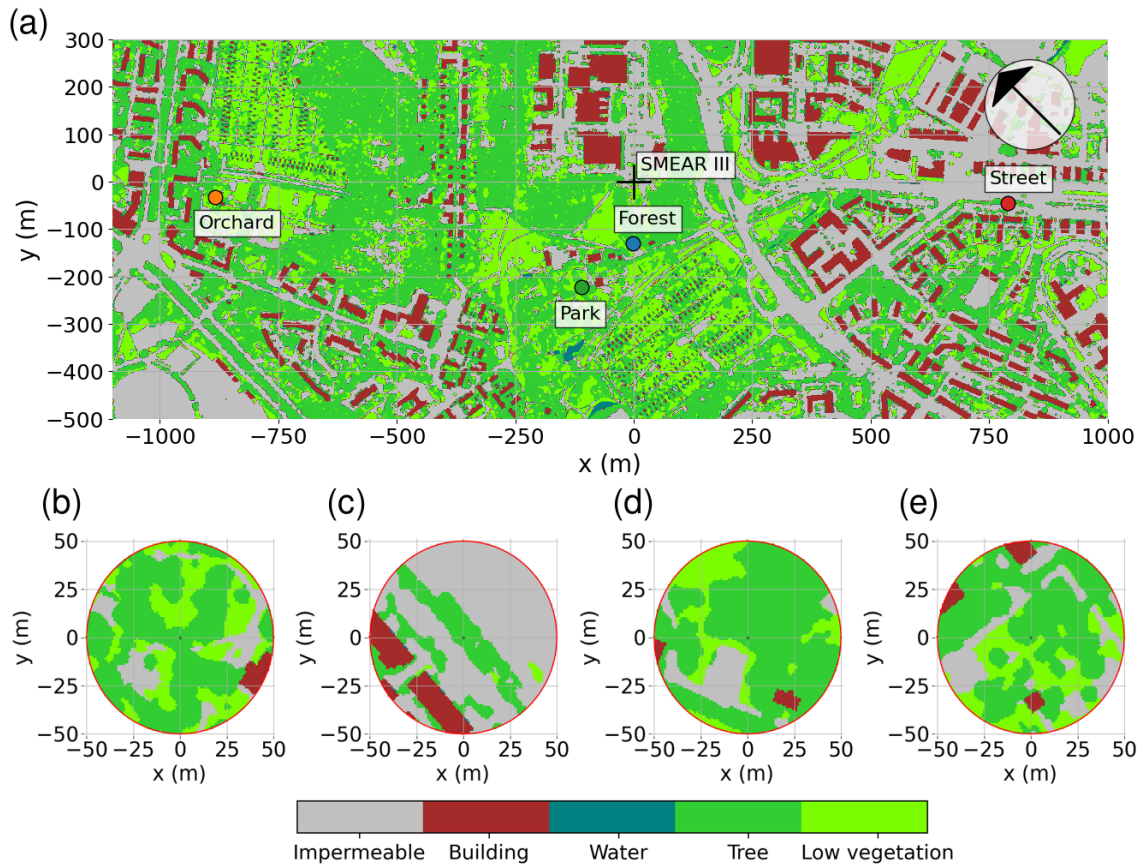 (a)
300
200
100
0
−100
−200
−300
−400
−500
y (m)
SMEAR III
Street
Orchard
Forest
Park
−1000 −750 −500 −250 0 250 500 750 1000
x (m)
(b) (c) (d) (e)
50 50 50 50
25 25 25 25
0 0 0 0
−25 −25 −25 −25
−50 −50 −50 −50
y (m) y (m) y (m) y (m)
−50 −25 0 25 50 −50 −25 0 25 50 −50 −25 0 25 50 −50 −25 0 25 50
x (m) x (m) x (m) x (m)
Impermeable Building Water Tree Low vegetation